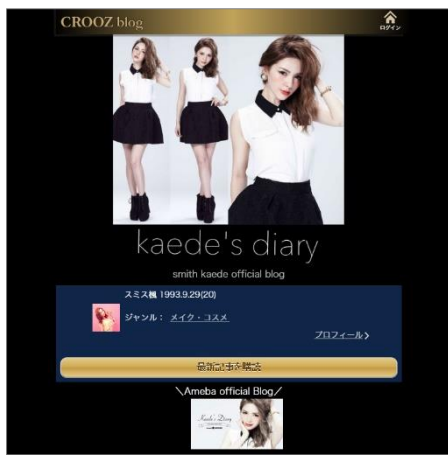 CROOZ blog
ログイン
kaede's diary
smith kaede official blog
スミス楓 1993.9.29(20)
ジャンル： メイク・コスメ
プロフィール❯
最新記事を購読
＼Ameba official Blog／
Kaede's Diary